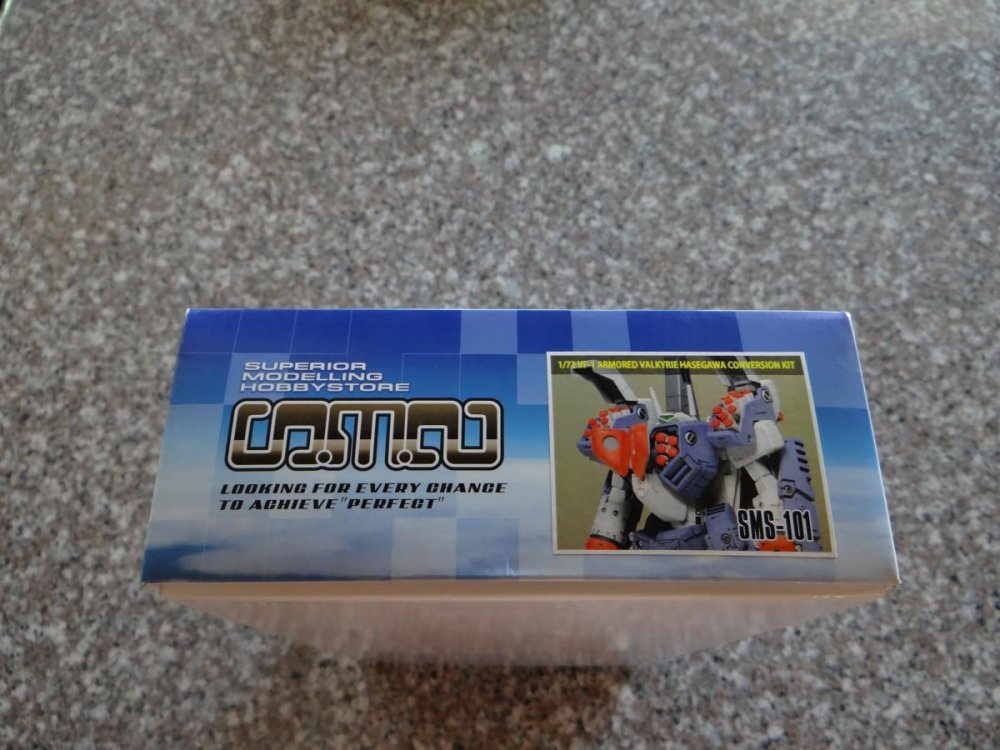 SUPERIOR
MODELLING
HOBBYSTORE
LOOKING FOR EVERY CHANCE
TO ACHIEVE "PERFECT"
1/72 VF-1 ARMORED VALKYRIE HASEGAWA CONVERSION KIT
SMS-101